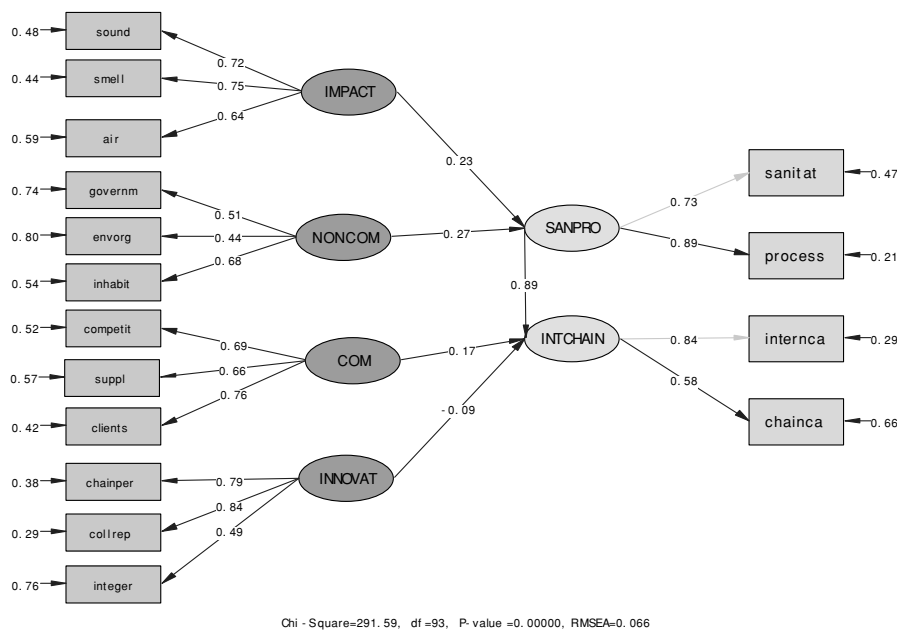 0.48 sound
0.72
0.44 smell 0.75 IMPACT
0.64
0.59 air
0.23
0.74 governm
0.51
0.80 envorg 0.44 NONCOM 0.27 SANPRO
0.68
0.54 inhabit
0.73 sanitat 0.47
0.89 process 0.21
0.89
0.52 competit
0.69
0.57 suppl 0.66 COM 0.17 INTCHAIN
0.76
0.42 clients
0.84 internca 0.29
0.58
chainca 0.66
-0.09
0.38 chainper 0.79 INNOVAT
0.84
0.29 collrep
0.49
0.76 integer
Chi-Square=291.59, df=93, P-value=0.00000, RMSEA=0.066